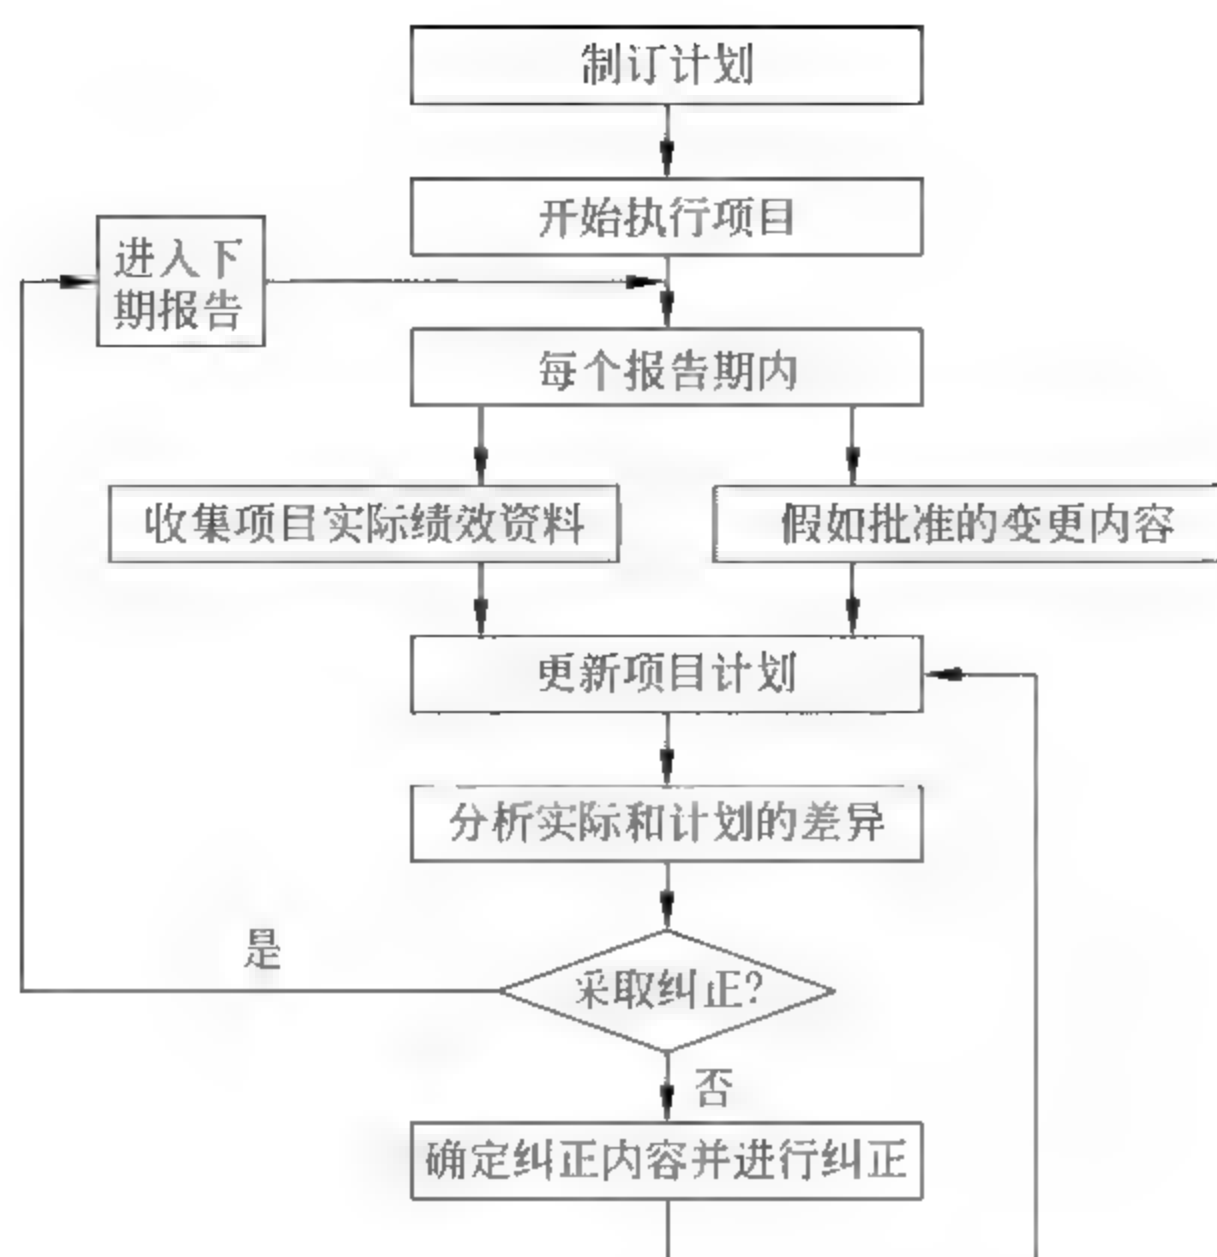 制订计划
开始执行项目
进入下
期报告
每个报告期内
收集项目实际绩效资料
假如批准的变更内容
更新项目计划
分析实际和计划的差异
是
采取纠正?
否
确定纠正内容并进行纠正